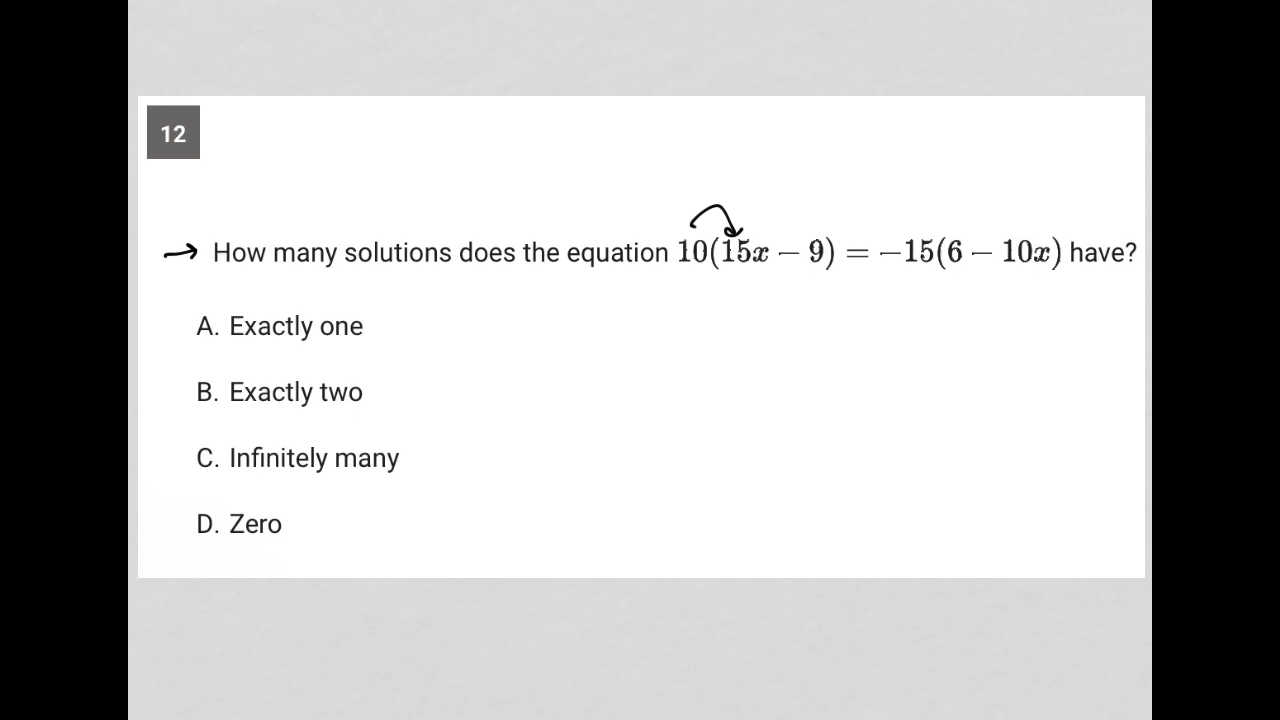 12
How many solutions does the equation 10(15x − 9) = −15(6 − 10x) have?
A. Exactly one
B. Exactly two
C. Infinitely many
D. Zero